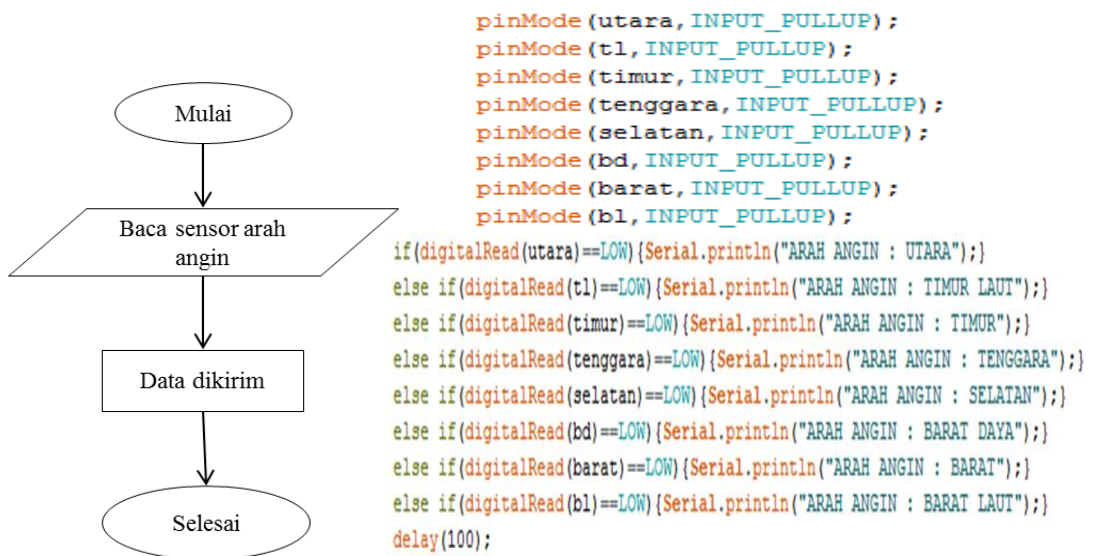 Mulai
Baca sensor arah
angin
Data dikirim
Selesai
pinMode(utara,INPUT_PULLUP);
pinMode(tl,INPUT_PULLUP);
pinMode(timur,INPUT_PULLUP);
pinMode(tenggara,INPUT_PULLUP);
pinMode(selatan,INPUT_PULLUP);
pinMode(bd,INPUT_PULLUP);
pinMode(barat,INPUT_PULLUP);
pinMode(bl,INPUT_PULLUP);
if(digitalRead(utara)==LOW){Serial.println("ARAH ANGIN : UTARA");}
else if(digitalRead(tl)==LOW){Serial.println("ARAH ANGIN : TIMUR LAUT");}
else if(digitalRead(timur)==LOW){Serial.println("ARAH ANGIN : TIMUR");}
else if(digitalRead(tenggara)==LOW){Serial.println("ARAH ANGIN : TENGGARA");}
else if(digitalRead(selatan)==LOW){Serial.println("ARAH ANGIN : SELATAN");}
else if(digitalRead(bd)==LOW){Serial.println("ARAH ANGIN : BARAT DAYA");}
else if(digitalRead(barat)==LOW){Serial.println("ARAH ANGIN : BARAT");}
else if(digitalRead(bl)==LOW){Serial.println("ARAH ANGIN : BARAT LAUT");}
delay(100);